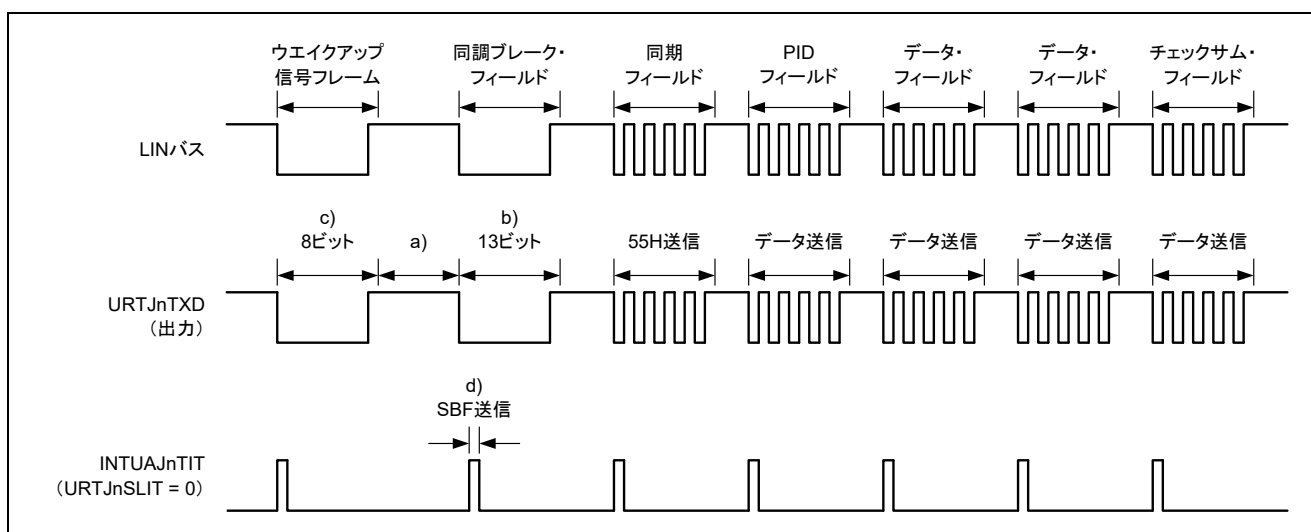 ウエイクアップ
信号フレーム
同調ブレーク・
フィールド
同期
フィールド
PID
フィールド
データ・
フィールド
データ・
フィールド
チェックサム・
フィールド
LINバス
c)
8ビット
a)
b)
13ビット
55H送信
データ送信
データ送信
データ送信
データ送信
URTJnTXD
(出力)
d)
SBF送信
INTUAJnTIT
(URTJnSLIT = 0)